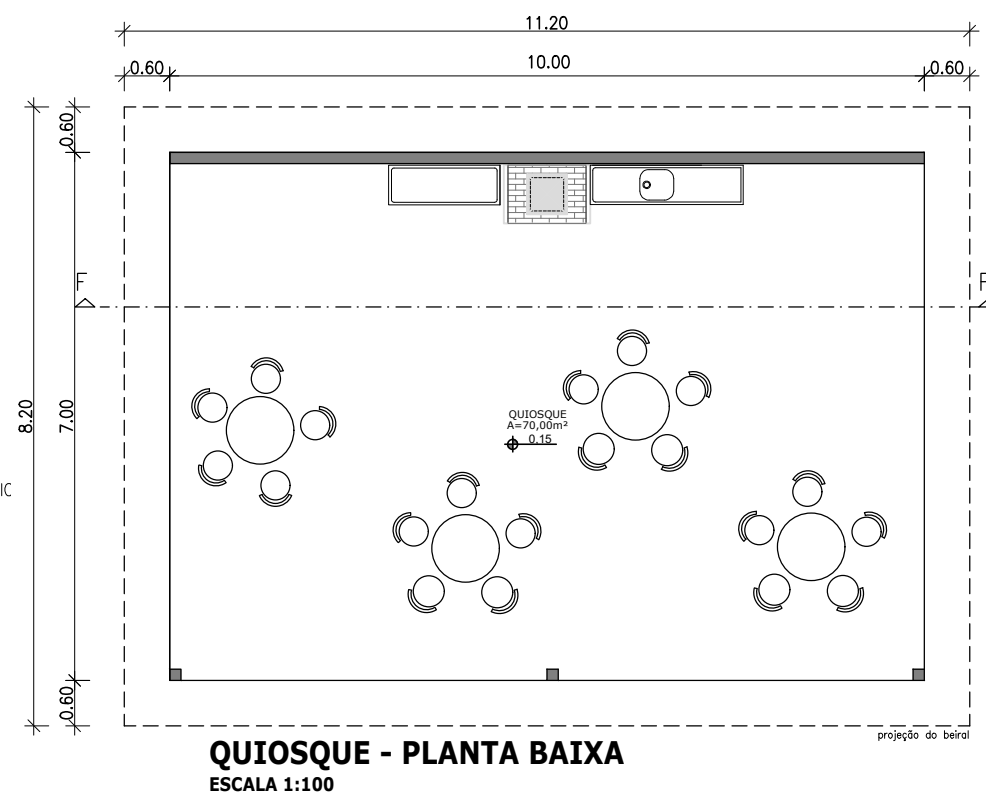 11.20
0.60
10.00
0.60
0.60
F
F
8.20
7.00
QUIOSQUE
A=70,00m²
0.15
IC
0.60
projeção do beiral
QUIOSQUE - PLANTA BAIXA
ESCALA 1:100